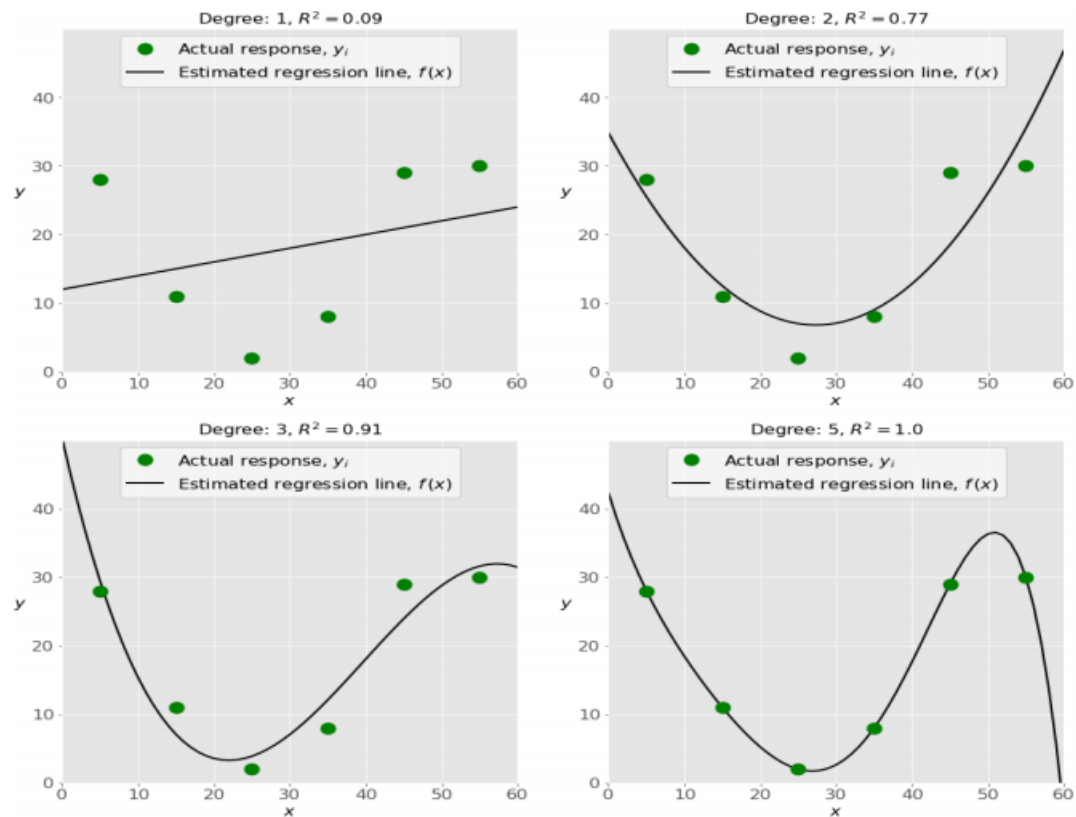 Degree: 1, R² = 0.09
Actual response, yᵢ
Estimated regression line, f(x)
40
30
y
20
10
0
0 10 20 30 40 50 60
x
Degree: 2, R² = 0.77
Actual response, yᵢ
Estimated regression line, f(x)
40
30
y
20
10
0
0 10 20 30 40 50 60
x
Degree: 3, R² = 0.91
Actual response, yᵢ
Estimated regression line, f(x)
40
30
y
20
10
0
0 10 20 30 40 50 60
x
Degree: 5, R² = 1.0
Actual response, yᵢ
Estimated regression line, f(x)
40
30
y
20
10
0
0 10 20 30 40 50 60
x